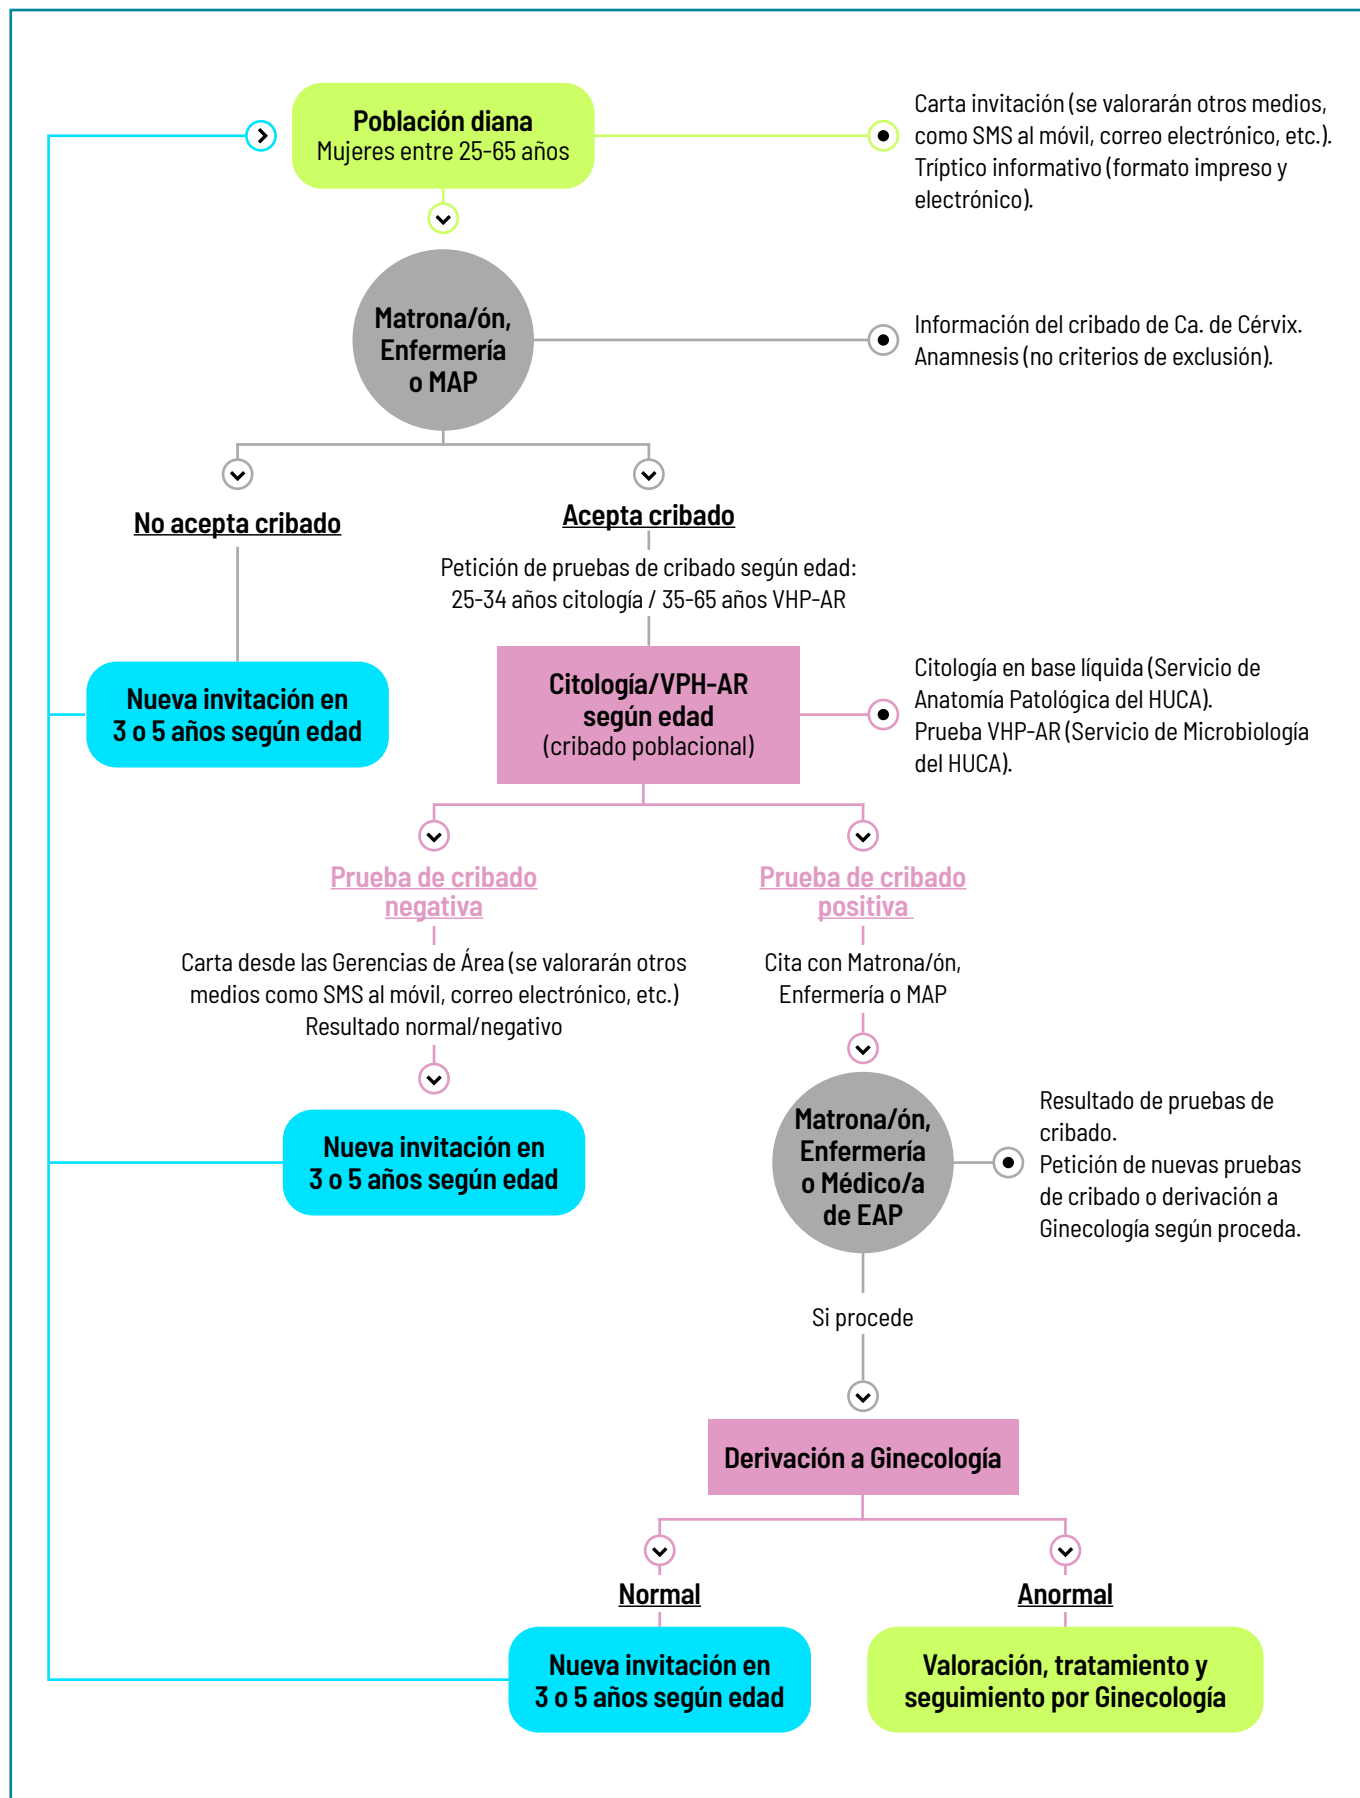 Población diana
Mujeres entre 25-65 años
Carta invitación (se valorarán otros medios,
como SMS al móvil, correo electrónico, etc.).
Tríptico informativo (formato impreso y
electrónico).
Matrona/ón,
Enfermería
o MAP
Información del cribado de Ca. de Cérvix.
Anamnesis (no criterios de exclusión).
No acepta cribado
Acepta cribado
Petición de pruebas de cribado según edad:
25-34 años citología / 35-65 años VHP-AR
Nueva invitación en
3 o 5 años según edad
Citología/VPH-AR
según edad
(cribado poblacional)
Citología en base líquida (Servicio de
Anatomía Patológica del HUCA).
Prueba VHP-AR (Servicio de Microbiología
del HUCA).
Prueba de cribado
negativa
Prueba de cribado
positiva
Carta desde las Gerencias de Área (se valorarán otros
medios como SMS al móvil, correo electrónico, etc.)
Resultado normal/negativo
Cita con Matrona/ón,
Enfermería o MAP
Nueva invitación en
3 o 5 años según edad
Matrona/ón,
Enfermería
o Médico/a
de EAP
Resultado de pruebas de
cribado.
Petición de nuevas pruebas
de cribado o derivación a
Ginecología según proceda.
Si procede
Derivación a Ginecología
Normal
Anormal
Nueva invitación en
3 o 5 años según edad
Valoración, tratamiento y
seguimiento por Ginecología